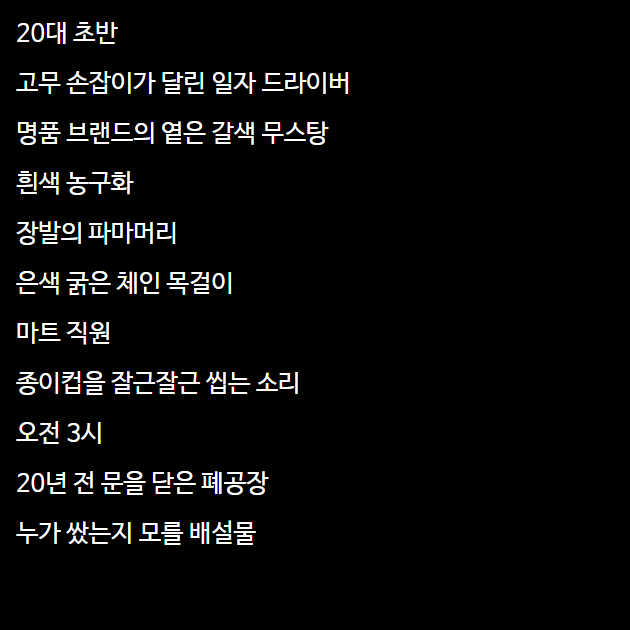 20대 초반
고무 손잡이가 달린 일자 드라이버
명품 브랜드의 옅은 갈색 무스탕
흰색 농구화
장발의 파마머리
은색 굵은 체인 목걸이
마트 직원
종이컵을 잘근잘근 씹는 소리
오전 3시
20년 전 문을 닫은 폐공장
누가 쌌는지 모를 배설물